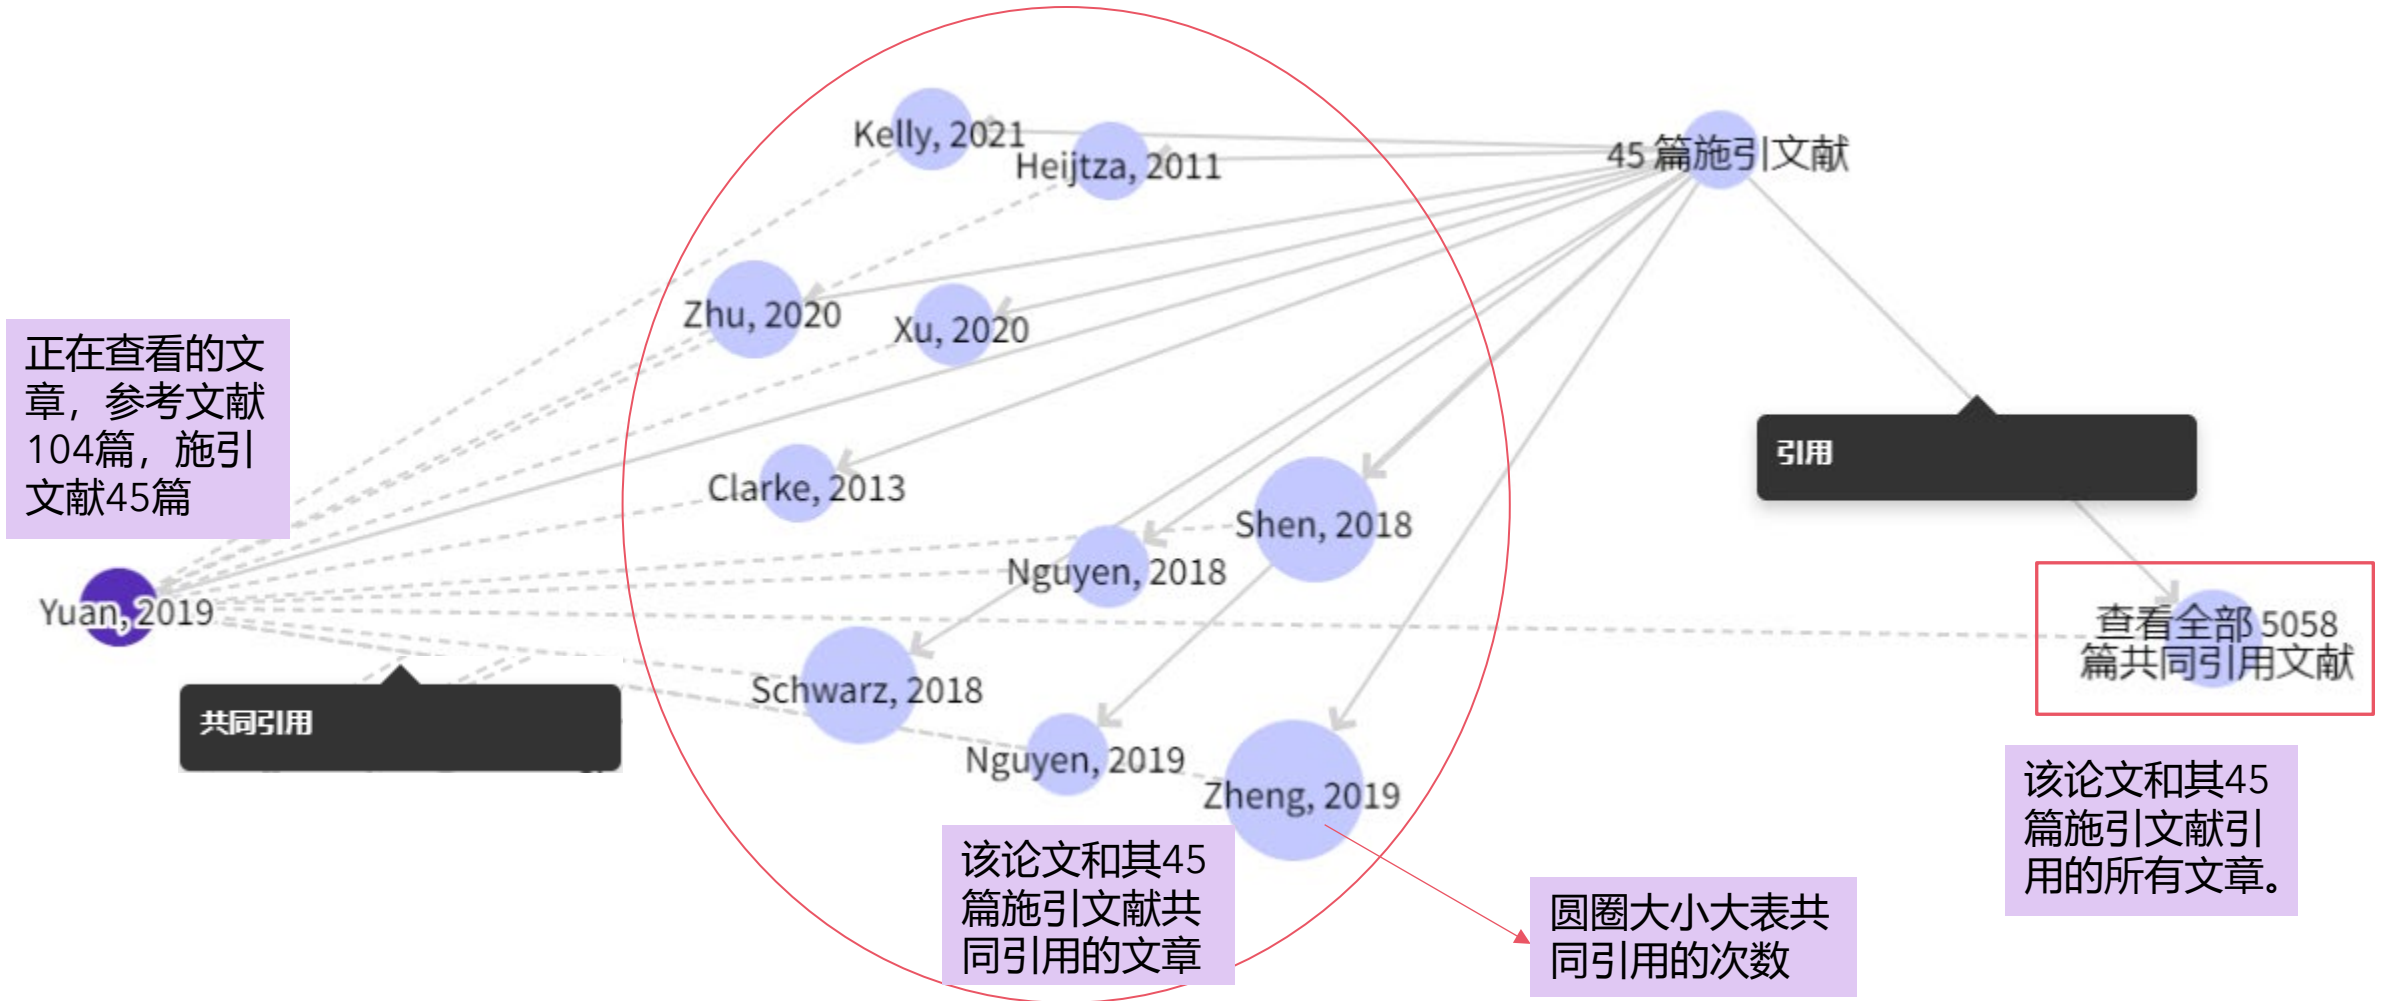 Kelly, 2021
Heijtza, 2011
45 篇施引文献
Zhu, 2020
Xu, 2020
正在查看的文
章，参考文献
104篇，施引
文献45篇
引用
Clarke, 2013
Shen, 2018
Nguyen, 2018
Yuan, 2019
查看全部 5058
篇共同引用文献
Schwarz, 2018
共同引用
Nguyen, 2019
Zheng, 2019
该论文和其45
篇施引文献引
用的所有文章。
该论文和其45
篇施引文献共
同引用的文章
圆圈大小大表共
同引用的次数